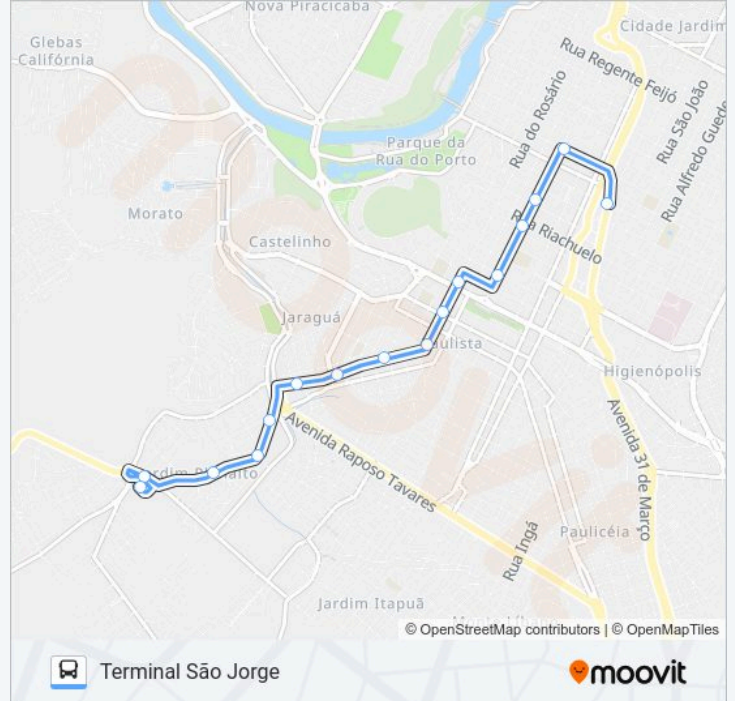 Nova Piracicaba
Glebas
Califórnia
Cidade Jardim
Rua Regente Feijó
Rua do Rosário
Rua São João
Rua Alfredo Guede
Parque da
Rua do Porto
Morato
Castelinho
Rua Riachuelo
Jaraguá
aulista
Higienópolis
Avenida Raposo Tavares
Avenida 31 de Março
Rua Ingá
Paulicéia
Jardim Itapuã
© OpenStreetMap contributors | © OpenMapTiles
Terminal São Jorge
moovit